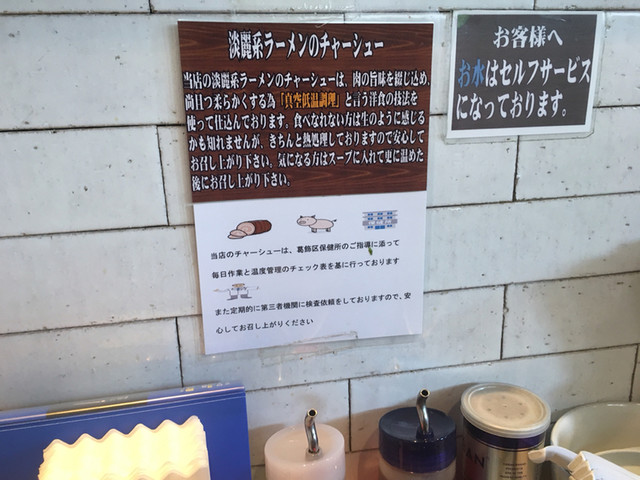 淡麗系ラーメンのチャーシュー
当店の淡麗系ラーメンのチャーシューは、肉の旨味を綴じ込め、
尚且つ柔らかくする為「真空低温調理」と言う洋食の技法を
使って仕込んでおります。食べなれない方は生のように感じる
かも知れませんが、きちんと熱処理しておりますので安心して
お召し上がり下さい。気になる方はスープに入れて更に温めた
後にお召し上がり下さい。
当店のチャーシューは、葛飾区保健所のご指導に添って
毎日作業と温度管理のチェック表を基に行っております
また定期的に第三者機関に検査依頼をしておりますので、安
心してお召し上がりください
お客様へ
お水はセルフサービス
になっております。